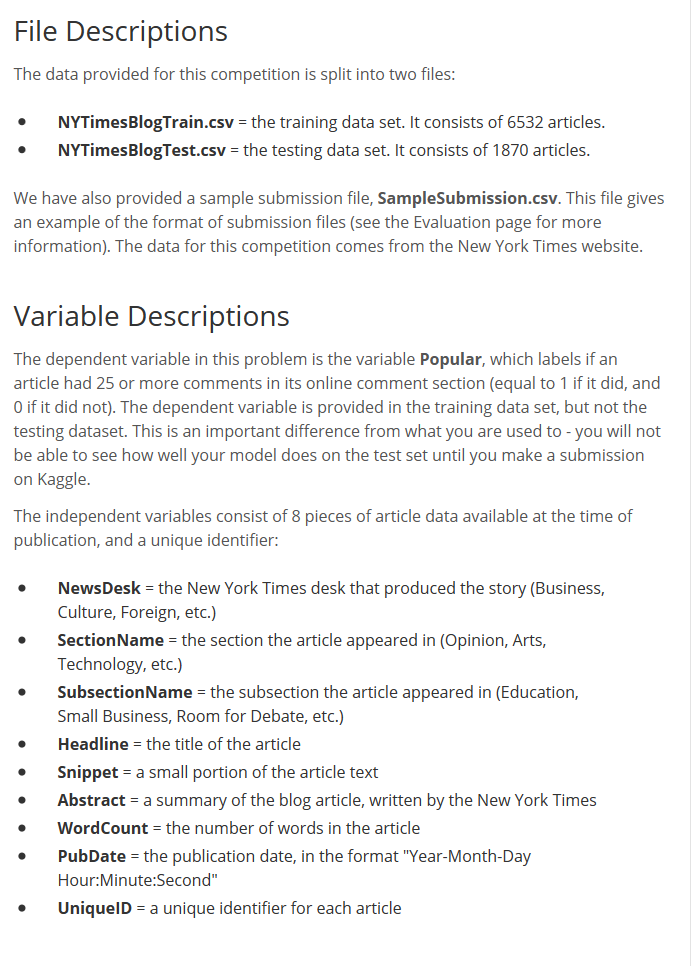 File Descriptions
The data provided for this competition is split into two files:
● NYTimesBlogTrain.csv = the training data set. It consists of 6532 articles.
● NYTimesBlogTest.csv = the testing data set. It consists of 1870 articles.
We have also provided a sample submission file, SampleSubmission.csv. This file gives
an example of the format of submission files (see the Evaluation page for more
information). The data for this competition comes from the New York Times website.
Variable Descriptions
The dependent variable in this problem is the variable Popular, which labels if an
article had 25 or more comments in its online comment section (equal to 1 if it did, and
0 if it did not). The dependent variable is provided in the training data set, but not the
testing dataset. This is an important difference from what you are used to - you will not
be able to see how well your model does on the test set until you make a submission
on Kaggle.
The independent variables consist of 8 pieces of article data available at the time of
publication, and a unique identifier:
● NewsDesk = the New York Times desk that produced the story (Business,
Culture, Foreign, etc.)
● SectionName = the section the article appeared in (Opinion, Arts,
Technology, etc.)
● SubsectionName = the subsection the article appeared in (Education,
Small Business, Room for Debate, etc.)
● Headline = the title of the article
● Snippet = a small portion of the article text
● Abstract = a summary of the blog article, written by the New York Times
● WordCount = the number of words in the article
● PubDate = the publication date, in the format "Year-Month-Day
Hour:Minute:Second"
● UniqueID = a unique identifier for each article